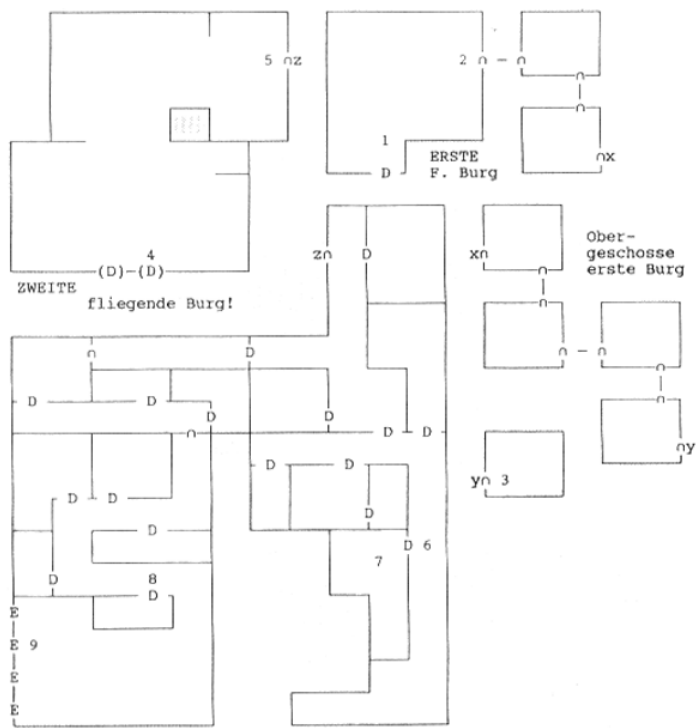 5 ∩z
2 ∩ — ∩
∩
∩
1
ERSTE
F. Burg
D
∩x
4
(D)—(D)
ZWEITE
fliegende Burg!
z∩ D
x∩
Ober-
geschosse
erste Burg
∩
∩
∩ D
∩ — ∩
∩
∩
D D D D
∩ D D
D D
∩y
y∩ 3
D D
D
D D 6
7
D 8
D
E
E 9
E
E